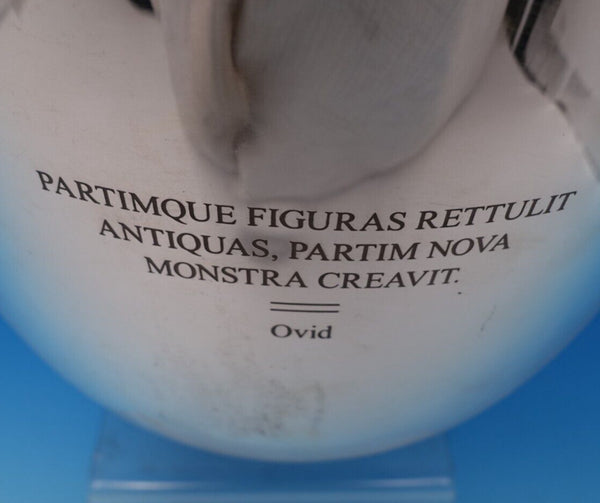 PARTIMQUE FIGURAS RETTULIT
ANTIQUAS, PARTIM NOVA
MONSTRA CREAVIT.
Ovid